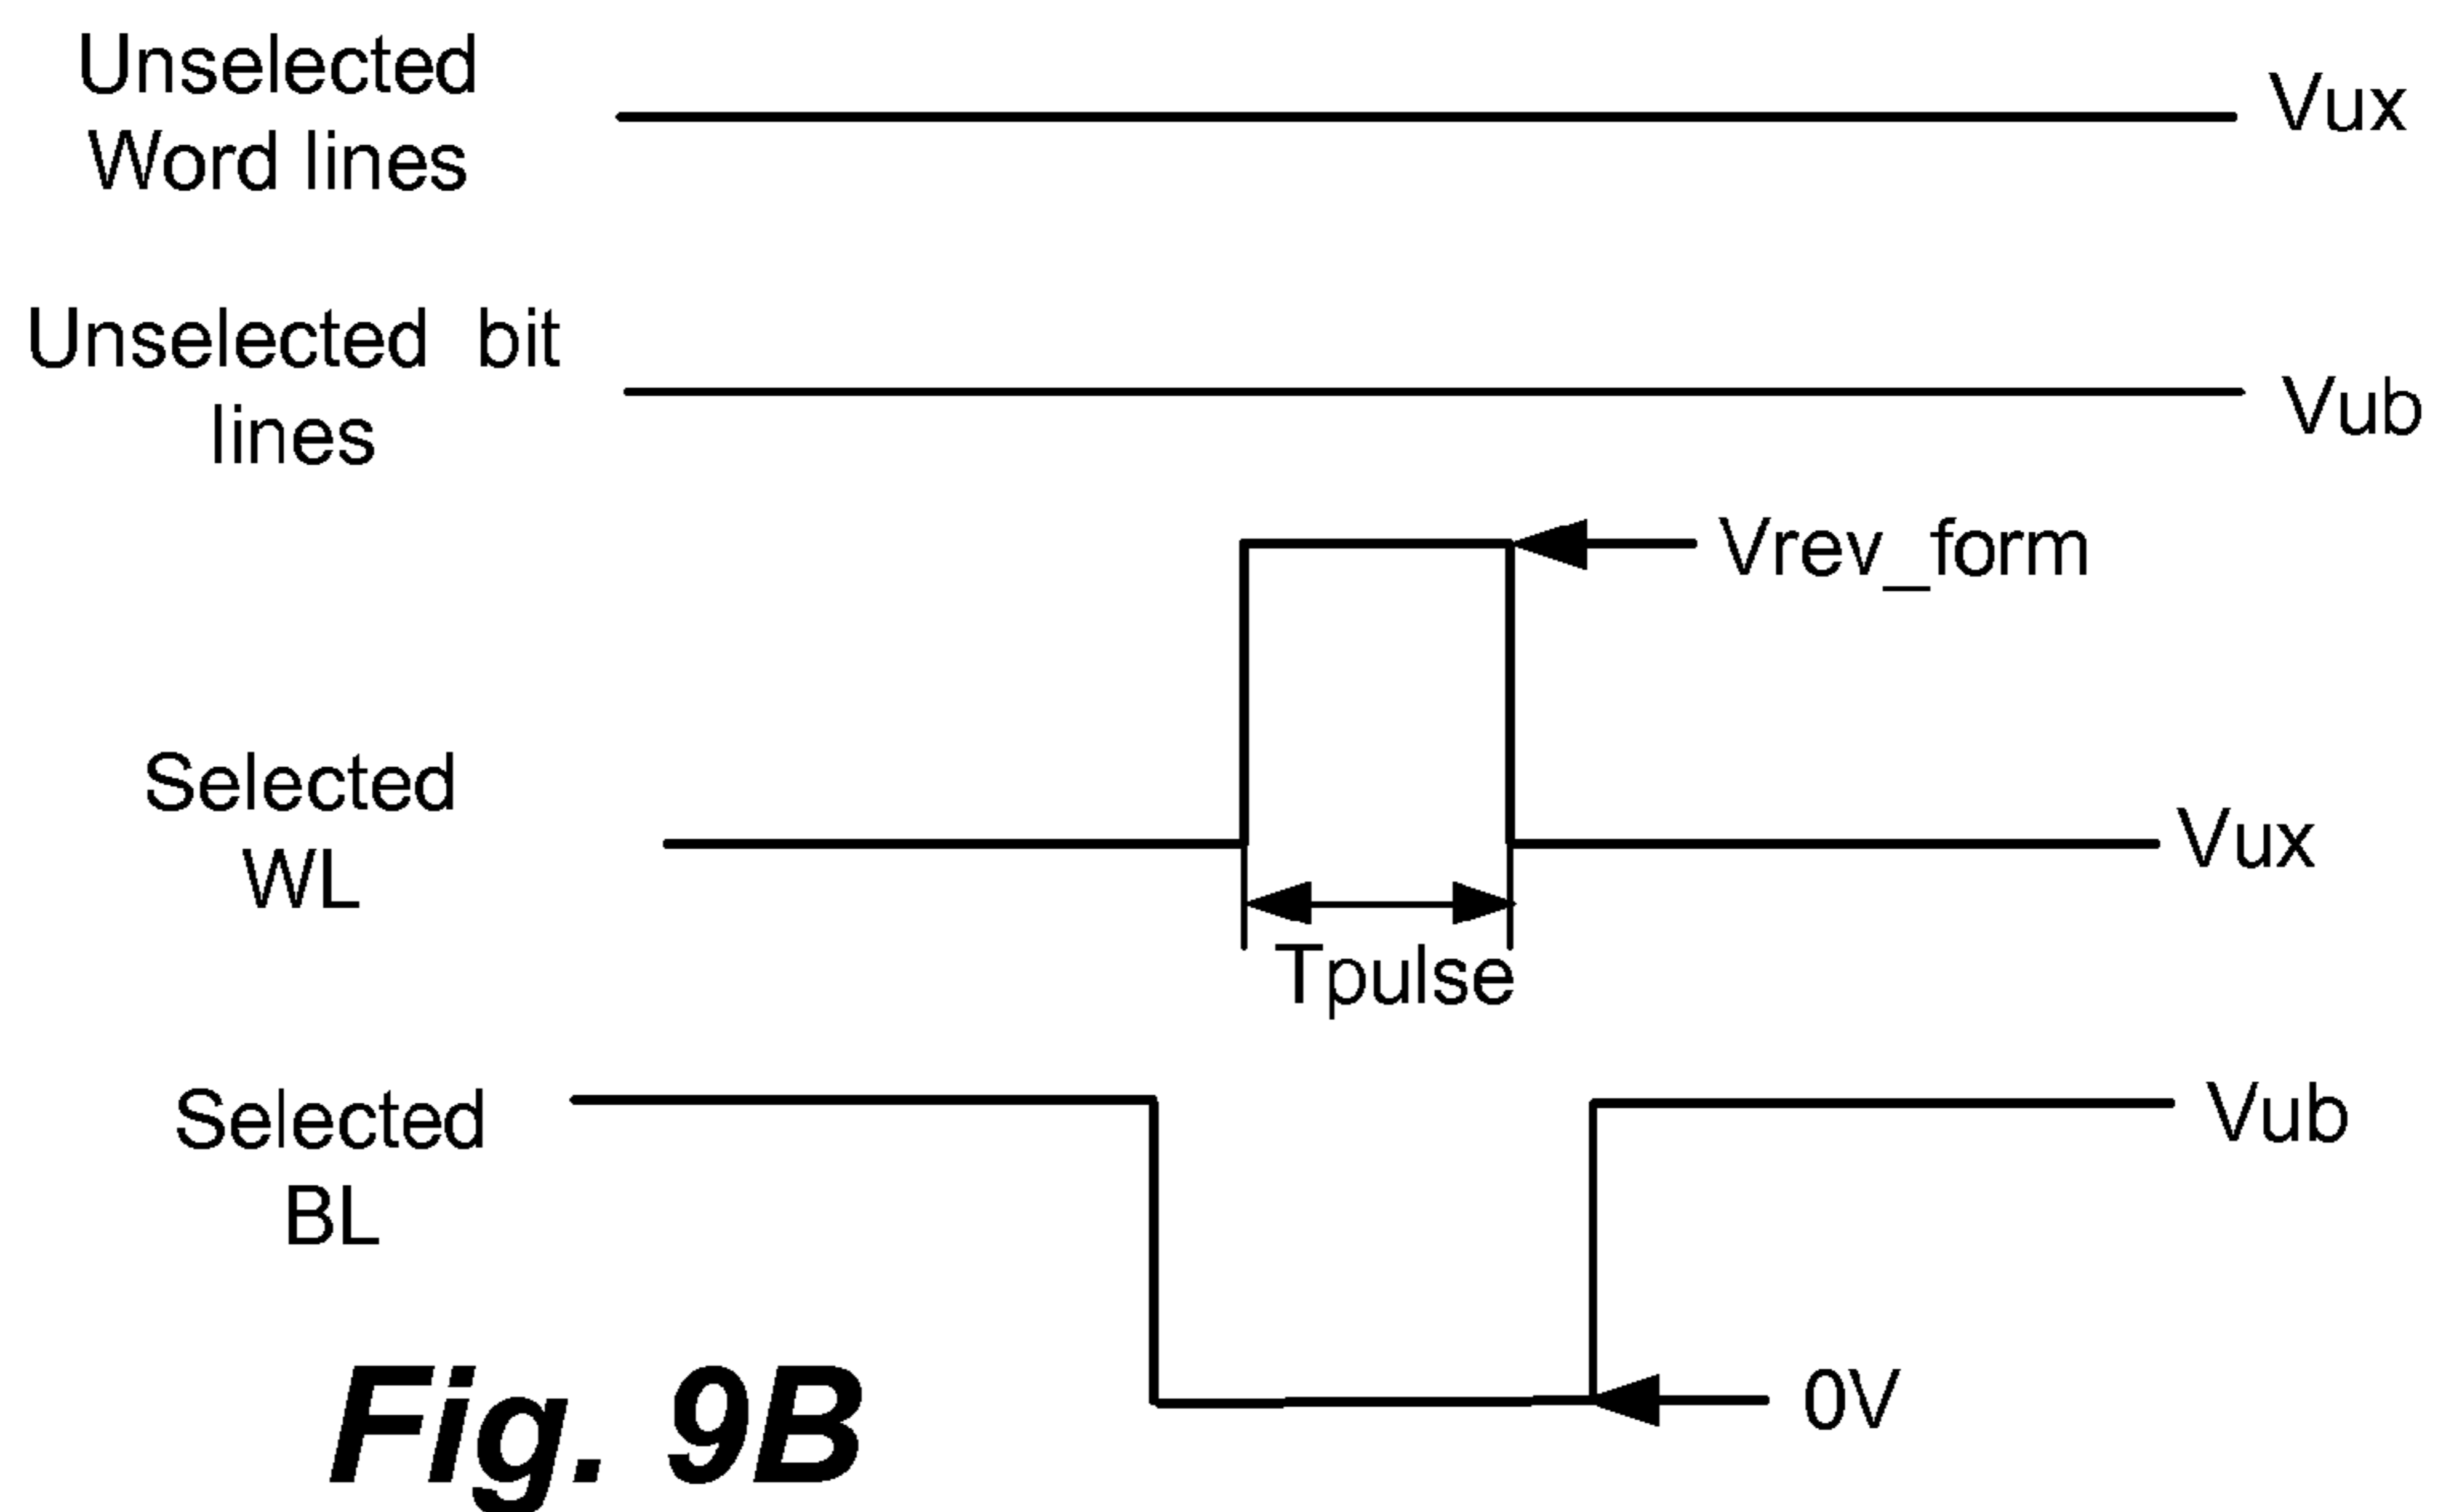 Unselected
Word lines
Vux
Unselected bit
lines
Vub
Vrev_form
Selected
WL
Vux
Tpulse
Selected
BL
Vub
0V
Fig. 9B